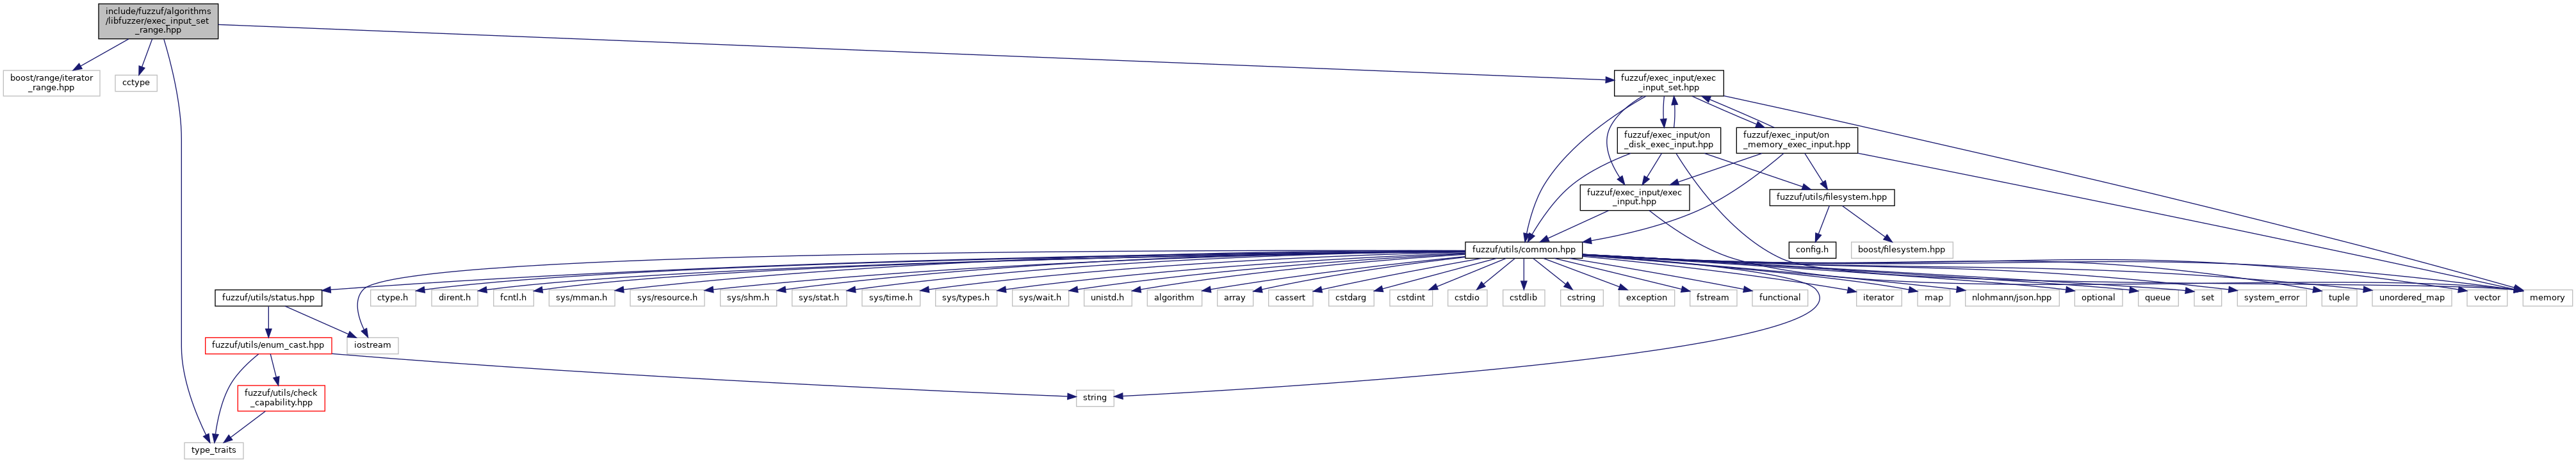 include/fuzzuf/algorithms
/libfuzzer/exec_input_set
_range.hpp
boost/range/iterator
_range.hpp
cctype
fuzzuf/exec_input/exec
_input_set.hpp
fuzzuf/exec_input/on
_disk_exec_input.hpp
fuzzuf/exec_input/on
_memory_exec_input.hpp
fuzzuf/exec_input/exec
_input.hpp
fuzzuf/utils/filesystem.hpp
fuzzuf/utils/common.hpp
config.h
boost/filesystem.hpp
fuzzuf/utils/status.hpp
ctype.h
dirent.h
fcntl.h
sys/mman.h
sys/resource.h
sys/shm.h
sys/stat.h
sys/time.h
sys/types.h
sys/wait.h
unistd.h
algorithm
array
cassert
cstdarg
cstdint
cstdio
cstdlib
cstring
exception
fstream
functional
iterator
map
nlohmann/json.hpp
optional
queue
set
system_error
tuple
unordered_map
vector
memory
fuzzuf/utils/enum_cast.hpp
iostream
fuzzuf/utils/check
_capability.hpp
string
type_traits